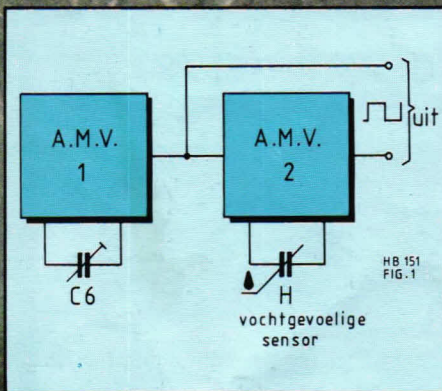 A.M.V.
1
A.M.V.
2
uit
C6
H
vochtgevoelige
sensor
HB 151
FIG. 1